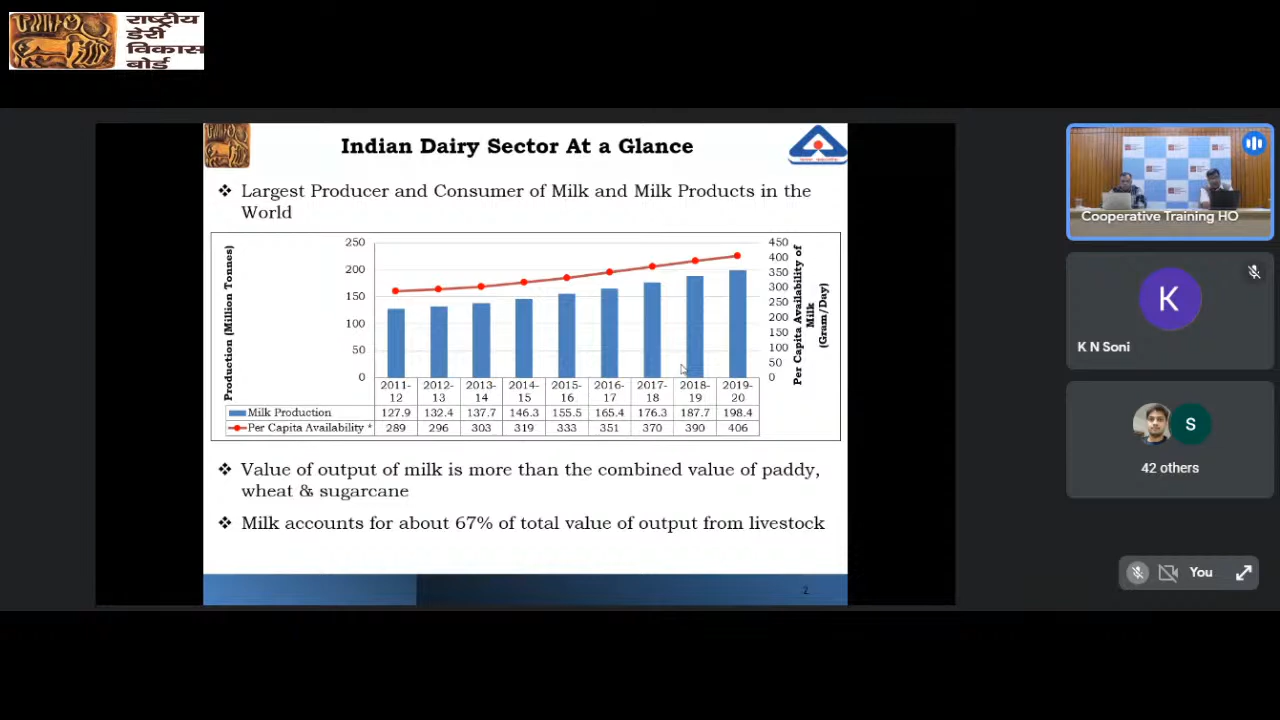 राष्ट्रीय
डेरी
विकास
बोर्ड
Indian Dairy Sector At a Glance
❖ Largest Producer and Consumer of Milk and Milk Products in the
World
Production (Million Tonnes)
250
200
150
100
50
0
450
400
350
300
250
200
150
100
50
0
Per Capita Availability of
Milk
(Gram/Day)
2011-12 2012-13 2013-14 2014-15 2015-16 2016-17 2017-18 2018-19 2019-20
Milk Production 127.9 132.4 137.7 146.3 155.5 165.4 176.3 187.7 198.4
Per Capita Availability * 289 296 303 319 333 351 370 390 406
❖ Value of output of milk is more than the combined value of paddy,
wheat & sugarcane
❖ Milk accounts for about 67% of total value of output from livestock
2
Cooperative Training HO
K
K N Soni
S
42 others
You